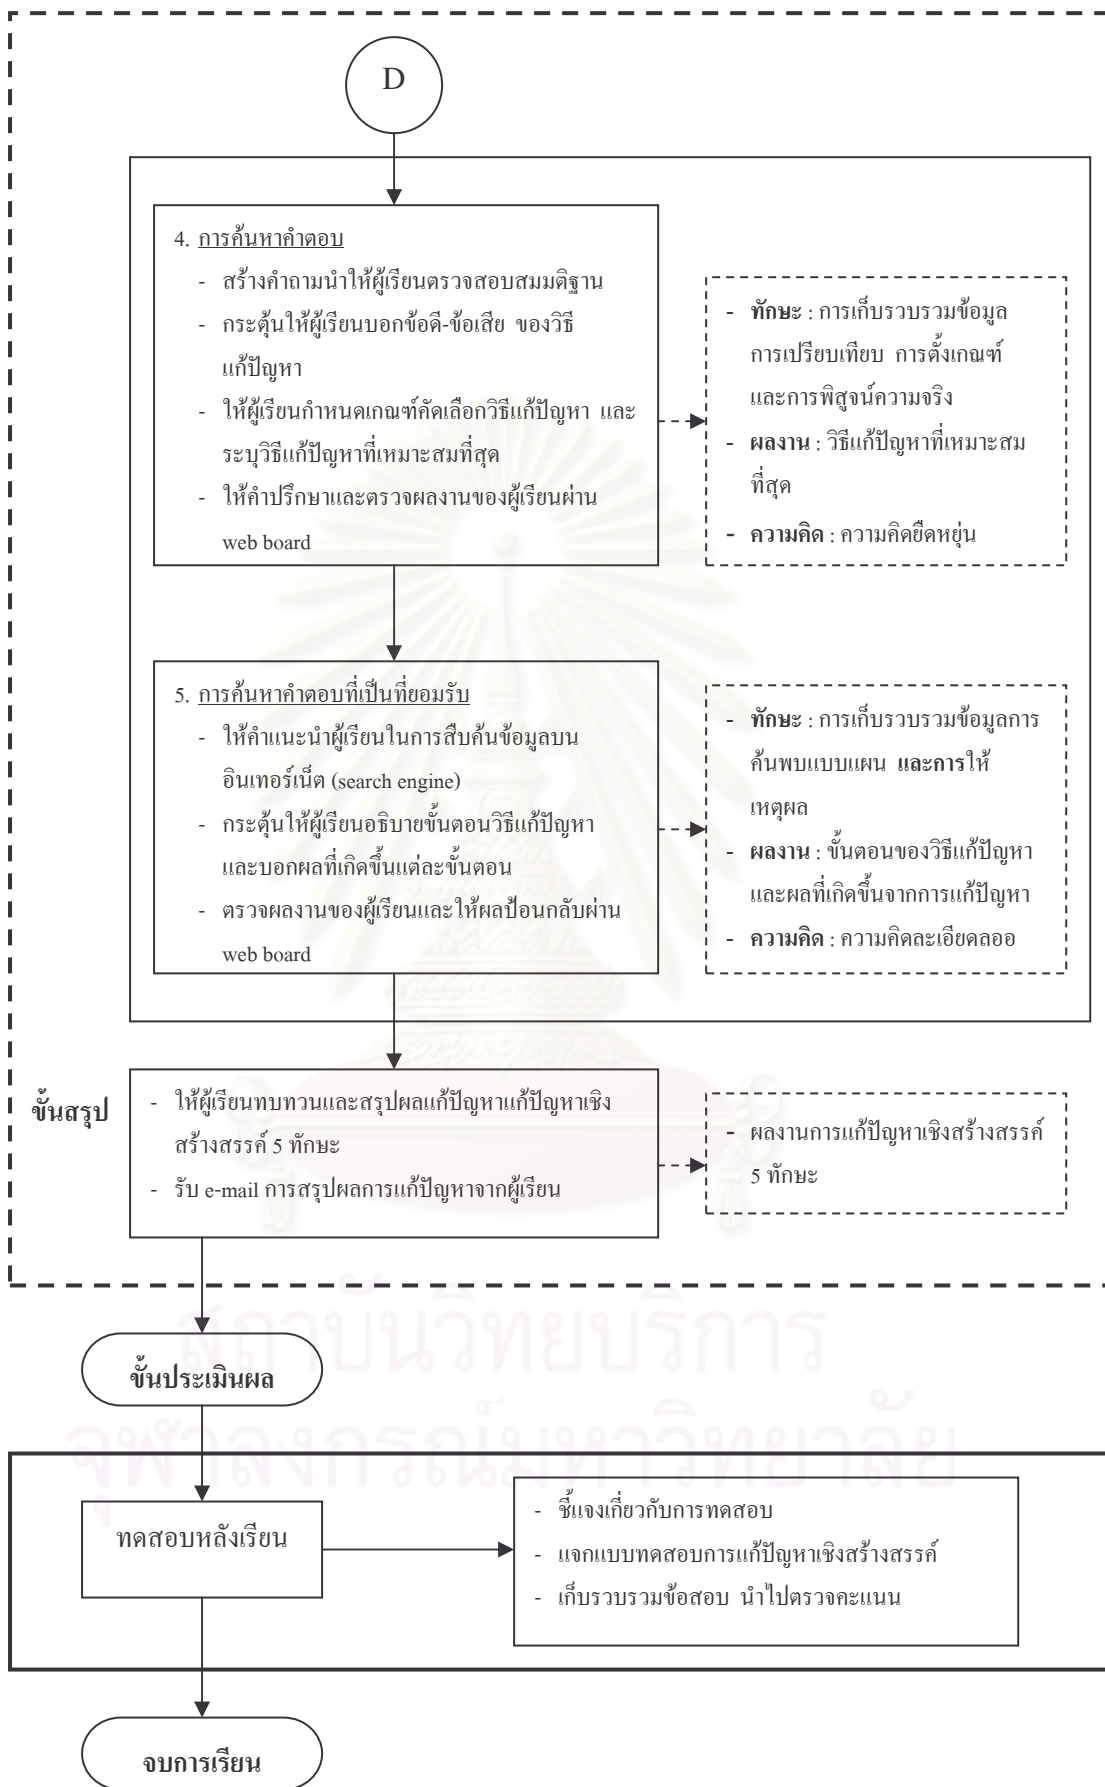 D
4. การค้นหาคำตอบ
- สร้างคำถามนำให้ผู้เรียนตรวจสอบสมมติฐาน
- กระตุ้นให้ผู้เรียนบอกข้อดี-ข้อเสีย ของวิธี
แก้ปัญหา
- ให้ผู้เรียนกำหนดเกณฑ์คัดเลือกวิธีแก้ปัญหา และ
ระบุวิธีแก้ปัญหาที่เหมาะสมที่สุด
- ให้คำปรึกษาและตรวจผลงานของผู้เรียนผ่าน
web board
- ทักษะ : การเก็บรวบรวมข้อมูล
การเปรียบเทียบ การตั้งเกณฑ์
และการพิสูจน์ความจริง
- ผลงาน : วิธีแก้ปัญหาที่เหมาะสม
ที่สุด
- ความคิด : ความคิดยืดหยุ่น
5. การค้นหาคำตอบที่เป็นที่ยอมรับ
- ให้คำแนะนำผู้เรียนในการสืบค้นข้อมูลบน
อินเทอร์เน็ต (search engine)
- กระตุ้นให้ผู้เรียนอธิบายขั้นตอนวิธีแก้ปัญหา
และบอกผลที่เกิดขึ้นแต่ละขั้นตอน
- ตรวจผลงานของผู้เรียนและให้ผลป้อนกลับผ่าน
web board
- ทักษะ : การเก็บรวบรวมข้อมูลการ
ค้นพบแบบแผน และการให้
เหตุผล
- ผลงาน : ขั้นตอนของวิธีแก้ปัญหา
และผลที่เกิดขึ้นจากการแก้ปัญหา
- ความคิด : ความคิดละเอียดลออ
ขั้นสรุป
- ให้ผู้เรียนทบทวนและสรุปผลแก้ปัญหาแก้ปัญหาเชิง
สร้างสรรค์ 5 ทักษะ
- รับ e-mail การสรุปผลการแก้ปัญหาจากผู้เรียน
- ผลงานการแก้ปัญหาเชิงสร้างสรรค์
5 ทักษะ
สถาบันวิทยบริการ
ขั้นประเมินผล
จุฬาลงกรณ์มหาวิทยาลัย
ทดสอบหลังเรียน
- ชี้แจงเกี่ยวกับการทดสอบ
- แจกแบบทดสอบการแก้ปัญหาเชิงสร้างสรรค์
- เก็บรวบรวมข้อสอบ นำไปตรวจคะแนน
จบการเรียน